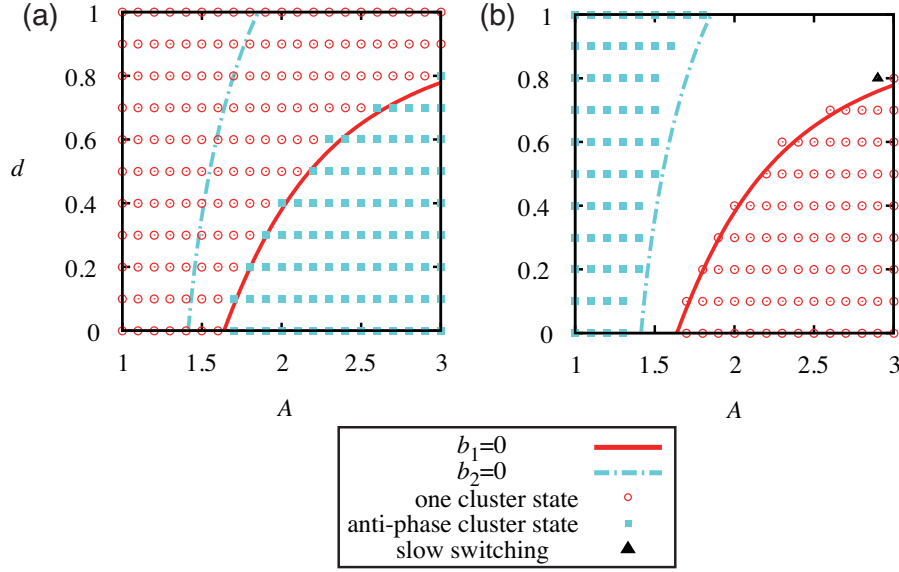 (a) (b)
1 1
0.8 0.8
0.6 0.6
d
0.4 0.4
0.2 0.2
0 0
1 1.5 2 2.5 3 1 1.5 2 2.5 3
A A
b1=0
b2=0
one cluster state
anti-phase cluster state
slow switching